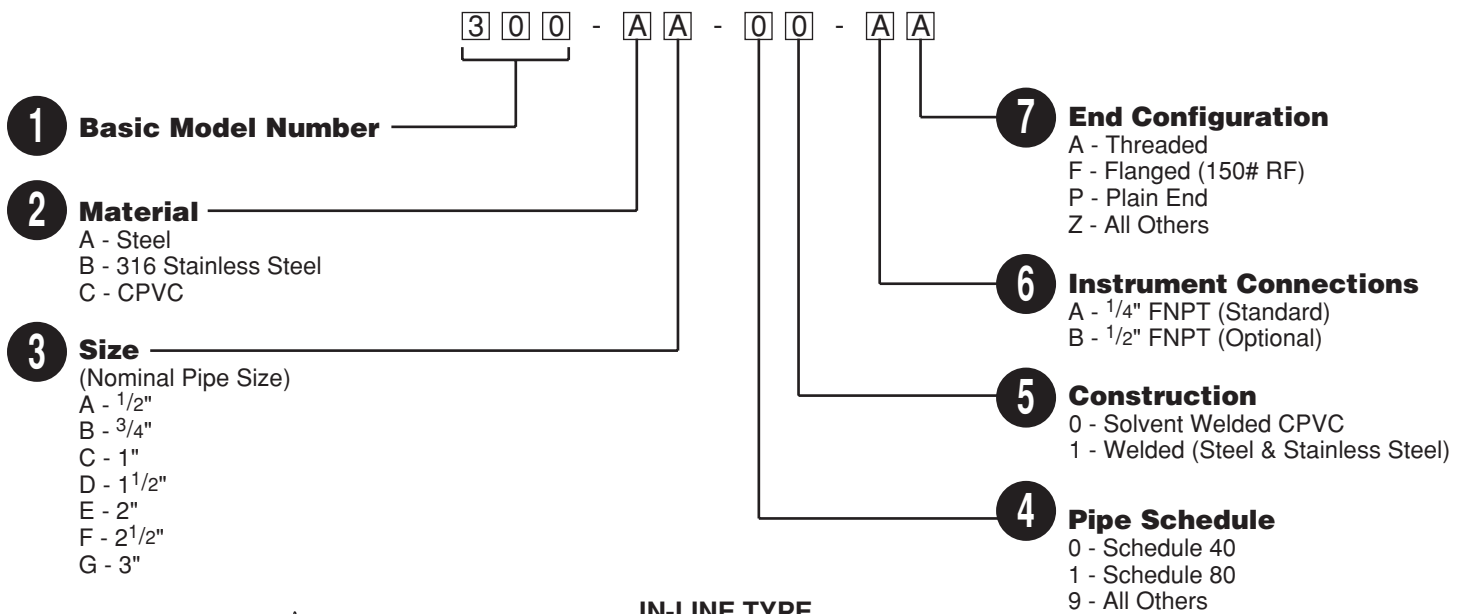 3 0 0 - A A - 0 0 - A A
1 Basic Model Number
2 Material
A - Steel
B - 316 Stainless Steel
C - CPVC
3 Size
(Nominal Pipe Size)
A - 1/2"
B - 3/4"
C - 1"
D - 1 1/2"
E - 2"
F - 2 1/2"
G - 3"
7 End Configuration
A - Threaded
F - Flanged (150# RF)
P - Plain End
Z - All Others
6 Instrument Connections
A - 1/4" FNPT (Standard)
B - 1/2" FNPT (Optional)
5 Construction
0 - Solvent Welded CPVC
1 - Welded (Steel & Stainless Steel)
4 Pipe Schedule
0 - Schedule 40
1 - Schedule 80
9 - All Others
IN-LINE TYPE